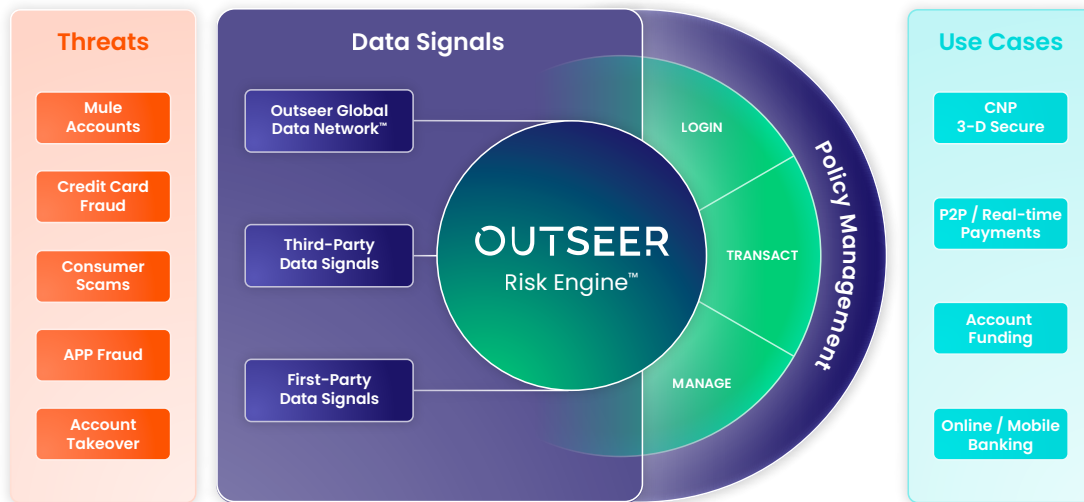 Threats
Mule
Accounts
Credit Card
Fraud
Consumer
Scams
APP Fraud
Account
Takeover
Data Signals
Outseer Global
Data Network™
Third-Party
Data Signals
First-Party
Data Signals
OUTSEER
Risk Engine™
LOGIN
TRANSACT
MANAGE
Policy Management
Use Cases
CNP
3-D Secure
P2P / Real-time
Payments
Account
Funding
Online / Mobile
Banking